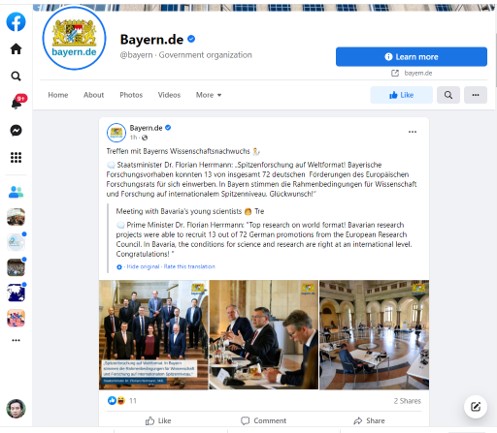 bayern.de
Bayern.de
@bayern · Government organization
Learn more
bayern.de
Home About Photos Videos More
Like
9+
Bayern.de
1h ·
Treffen mit Bayerns Wissenschaftsnachwuchs
Staatsminister Dr. Florian Herrmann: „Spitzenforschung auf Weltformat! Bayerische
Forschungsvorhaben konnten 13 von insgesamt 72 deutschen Förderungen des Europäischen
Forschungsrats für sich einwerben. In Bayern stimmen die Rahmenbedingungen für Wissenschaft
und Forschung auf internationalem Spitzenniveau. Glückwunsch!“
Meeting with Bavaria's young scientists Tre
Prime Minister Dr. Florian Herrmann: "Top research on world format! Bavarian research
projects were able to recruit 13 out of 72 German promotions from the European Research
Council. In Bavaria, the conditions for science and research are right at an international level.
Congratulations! "
Hide original · Rate this translation
„Spitzenforschung auf Weltformat. In Bayern
stimmen die Rahmenbedingungen für Wissenschaft
und Forschung auf internationalem Spitzenniveau.“
11
2 Shares
Like Comment Share